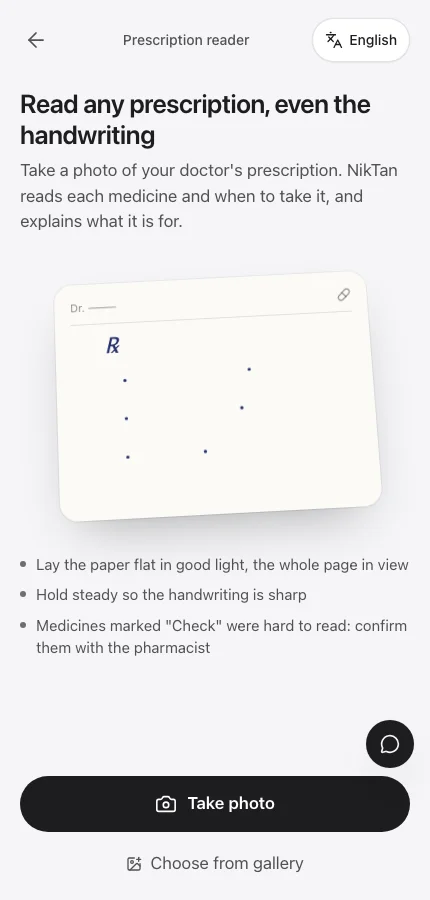 Prescription reader
English
Read any prescription, even the
handwriting
Take a photo of your doctor's prescription. NikTan
reads each medicine and when to take it, and
explains what it is for.
Dr.
℞
Lay the paper flat in good light, the whole page in view
Hold steady so the handwriting is sharp
Medicines marked "Check" were hard to read: confirm
them with the pharmacist
Take photo
Choose from gallery